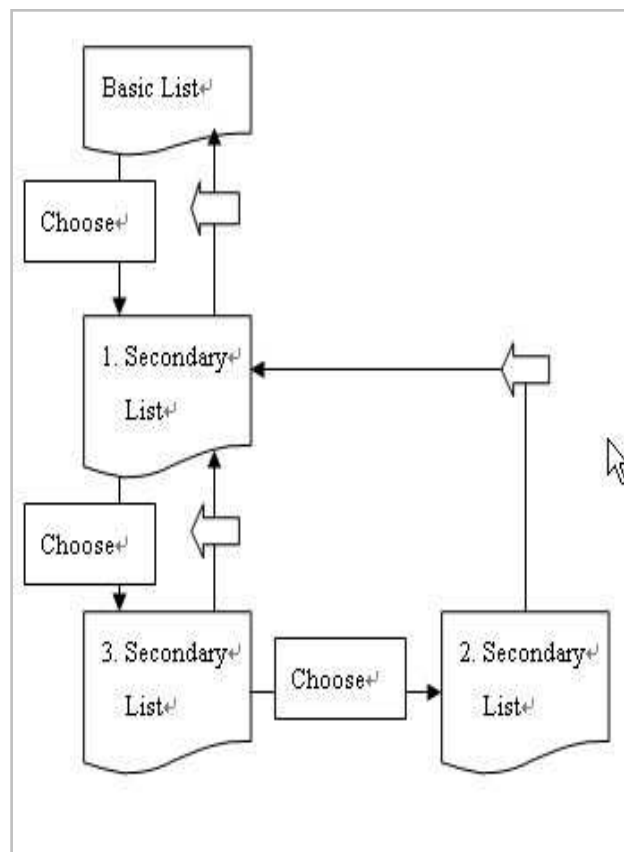 Basic List
Choose
1. Secondary
List
Choose
3. Secondary
List
Choose
2. Secondary
List